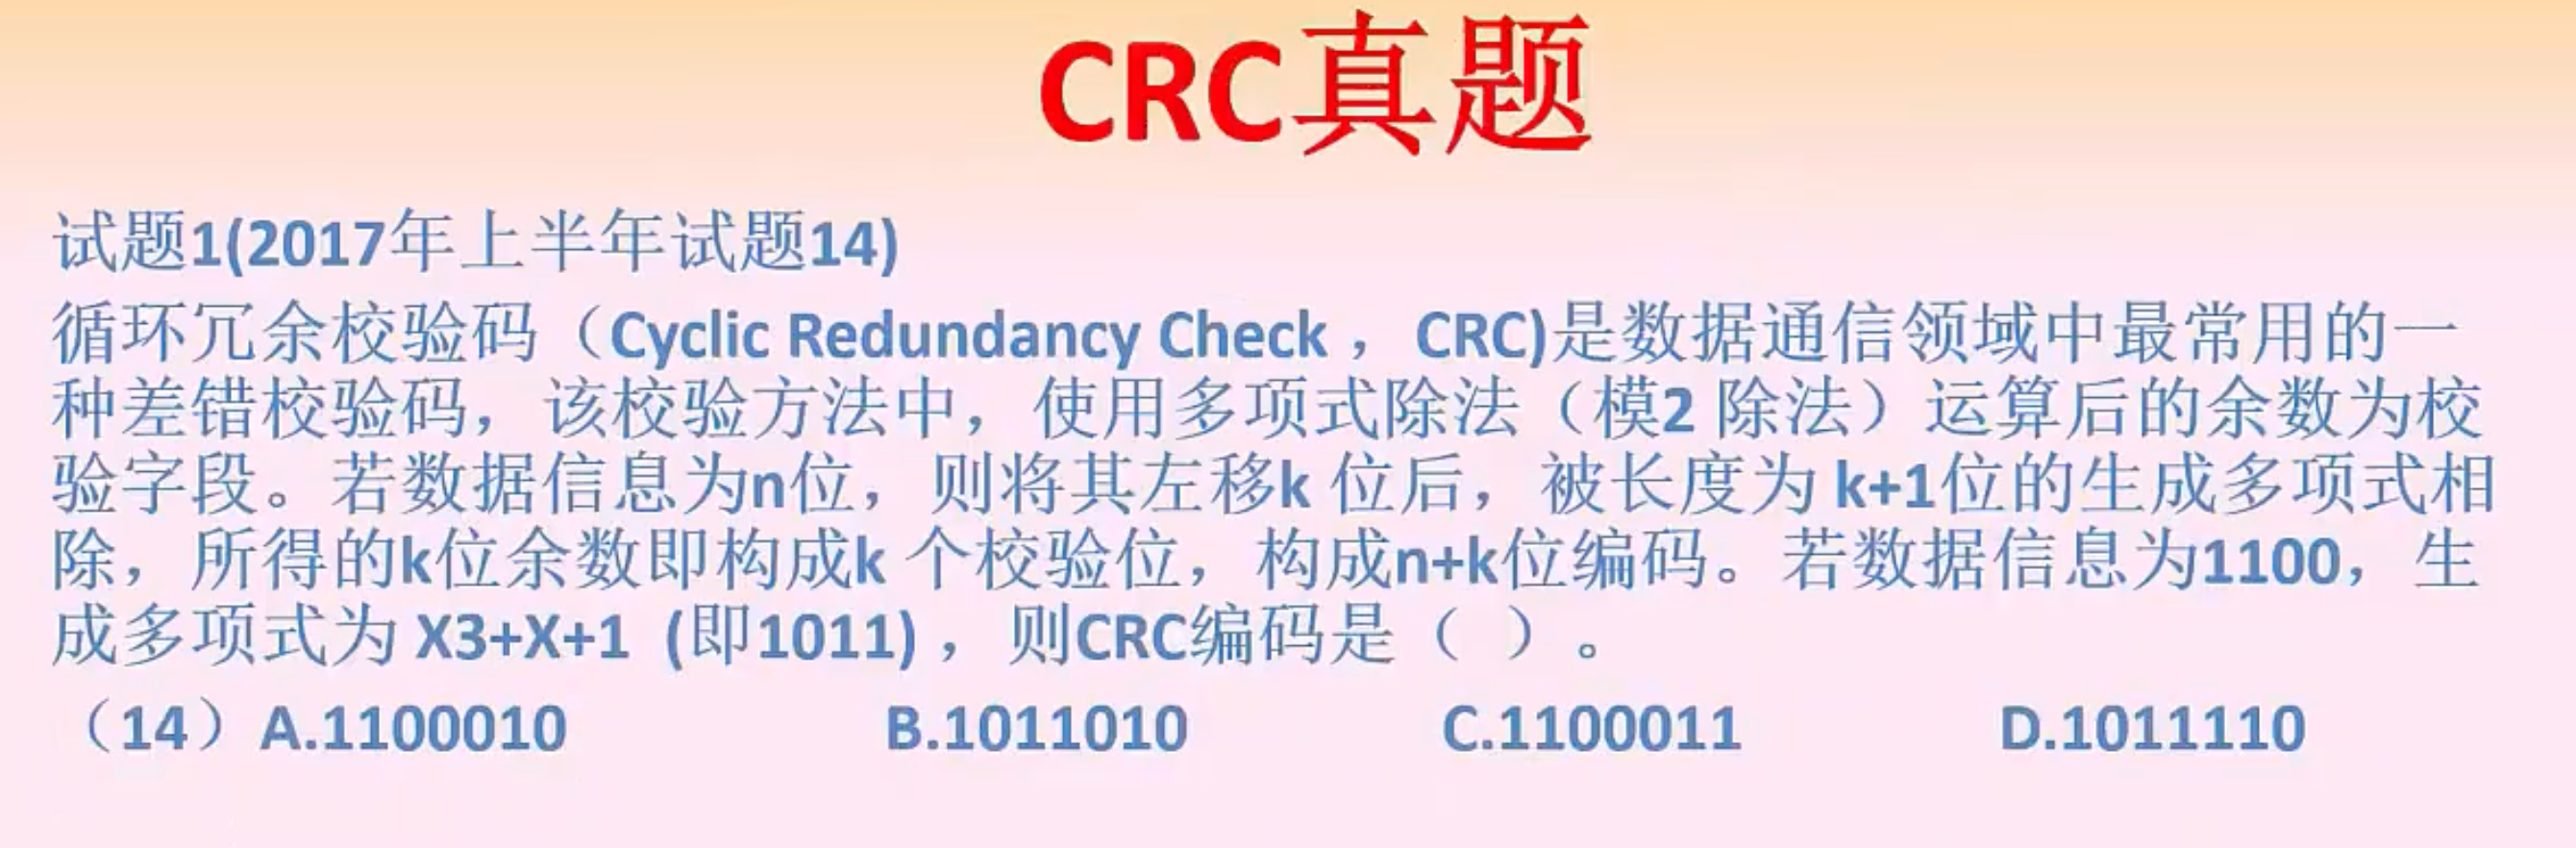 CRC真题
试题1(2017年上半年试题14)
循环冗余校验码（Cyclic Redundancy Check ，CRC)是数据通信领域中最常用的一
种差错校验码，该校验方法中，使用多项式除法（模2 除法）运算后的余数为校
验字段。若数据信息为n位，则将其左移k 位后，被长度为 k+1位的生成多项式相
除，所得的k位余数即构成k 个校验位，构成n+k位编码。若数据信息为1100，生
成多项式为 X3+X+1 (即1011) ，则CRC编码是（ ）。
（14）A.1100010 B.1011010 C.1100011 D.1011110